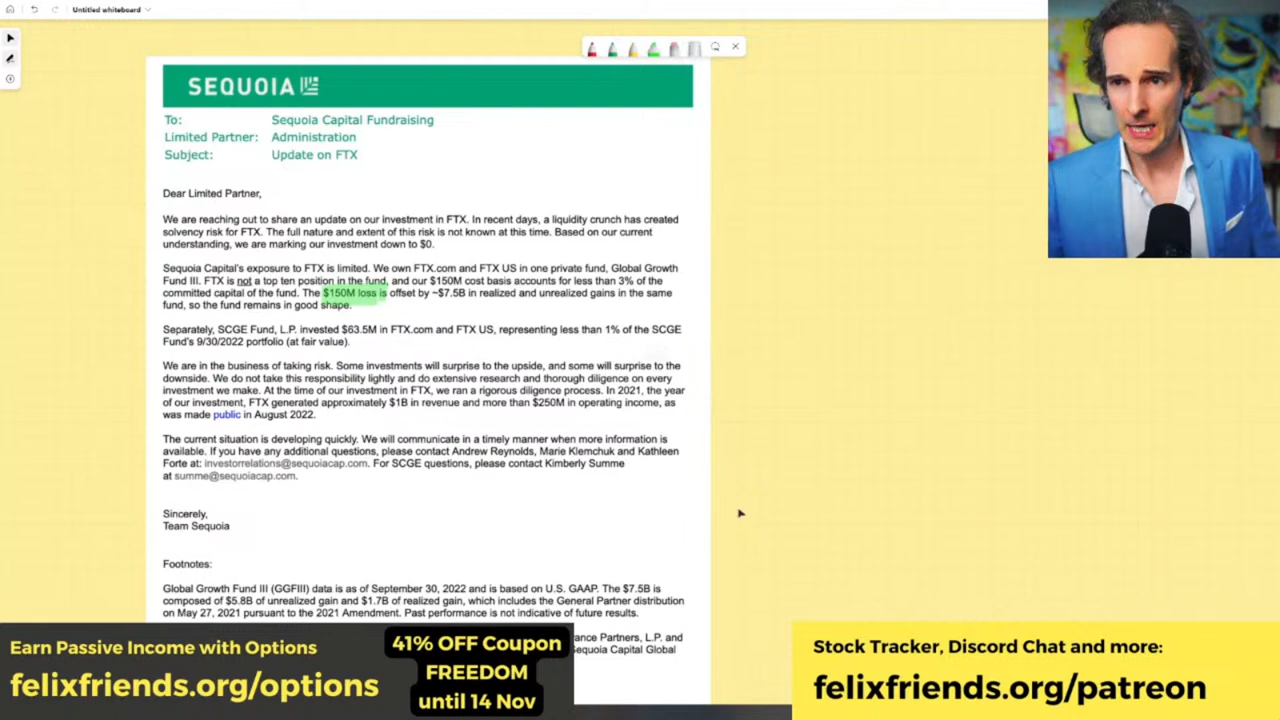 Untitled whiteboard
SEQUOIA
To: Sequoia Capital Fundraising
Limited Partner: Administration
Subject: Update on FTX
Dear Limited Partner,
We are reaching out to share an update on our investment in FTX. In recent days, a liquidity crunch has created
solvency risk for FTX. The full nature and extent of this risk is not known at this time. Based on our current
understanding, we are marking our investment down to $0.
Sequoia Capital's exposure to FTX is limited. We own FTX.com and FTX US in one private fund, Global Growth
Fund III. FTX is not a top ten position in the fund, and our $150M cost basis accounts for less than 3% of the
committed capital of the fund. The $150M loss is offset by ~$7.5B in realized and unrealized gains in the same
fund, so the fund remains in good shape.
Separately, SCGE Fund, L.P. invested $63.5M in FTX.com and FTX US, representing less than 1% of the SCGE
Fund's 9/30/2022 portfolio (at fair value).
We are in the business of taking risk. Some investments will surprise to the upside, and some will surprise to the
downside. We do not take this responsibility lightly and do extensive research and thorough diligence on every
investment we make. At the time of our investment in FTX, we ran a rigorous diligence process. In 2021, the year
of our investment, FTX generated approximately $1B in revenue and more than $250M in operating income, as
was made public in August 2022.
The current situation is developing quickly. We will communicate in a timely manner when more information is
available. If you have any additional questions, please contact Andrew Reynolds, Marie Klemchuk and Kathleen
Forte at: investorrelations@sequoiacap.com. For SCGE questions, please contact Kimberly Summe
at summe@sequoiacap.com.
Sincerely,
Team Sequoia
Footnotes:
Global Growth Fund III (GGFIII) data is as of September 30, 2022 and is based on U.S. GAAP. The $7.5B is
composed of $5.8B of unrealized gain and $1.7B of realized gain, which includes the General Partner distribution
on May 27, 2021 pursuant to the 2021 Amendment. Past performance is not indicative of future results.
Partners, L.P. and
Sequoia Capital Global
Earn Passive Income with Options
felixfriends.org/options
41% OFF Coupon
FREEDOM
until 14 Nov
Stock Tracker, Discord Chat and more:
felixfriends.org/patreon